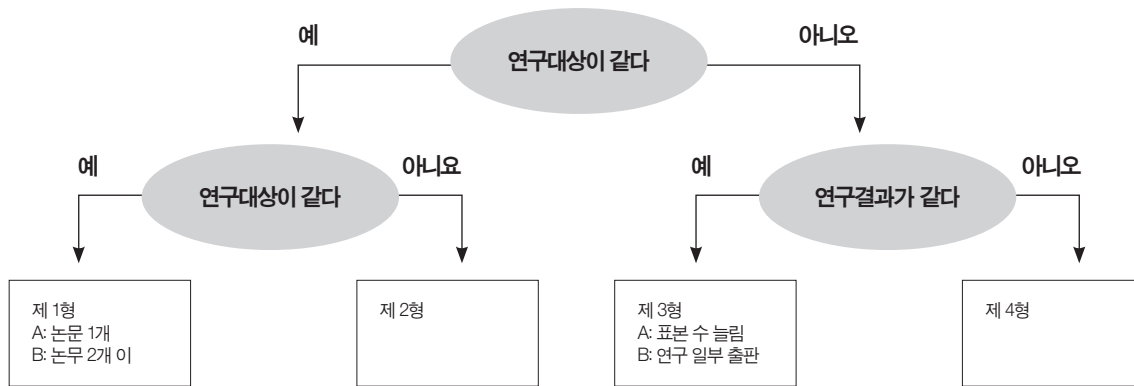 예
아니오
연구대상이 같다
예
아니요
연구대상이 같다
예
아니오
연구결과가 같다
제 1형
A: 논문 1개
B: 논무 2개 이
제 2형
제 3형
A: 표본 수 늘림
B: 연구 일부 출판
제 4형